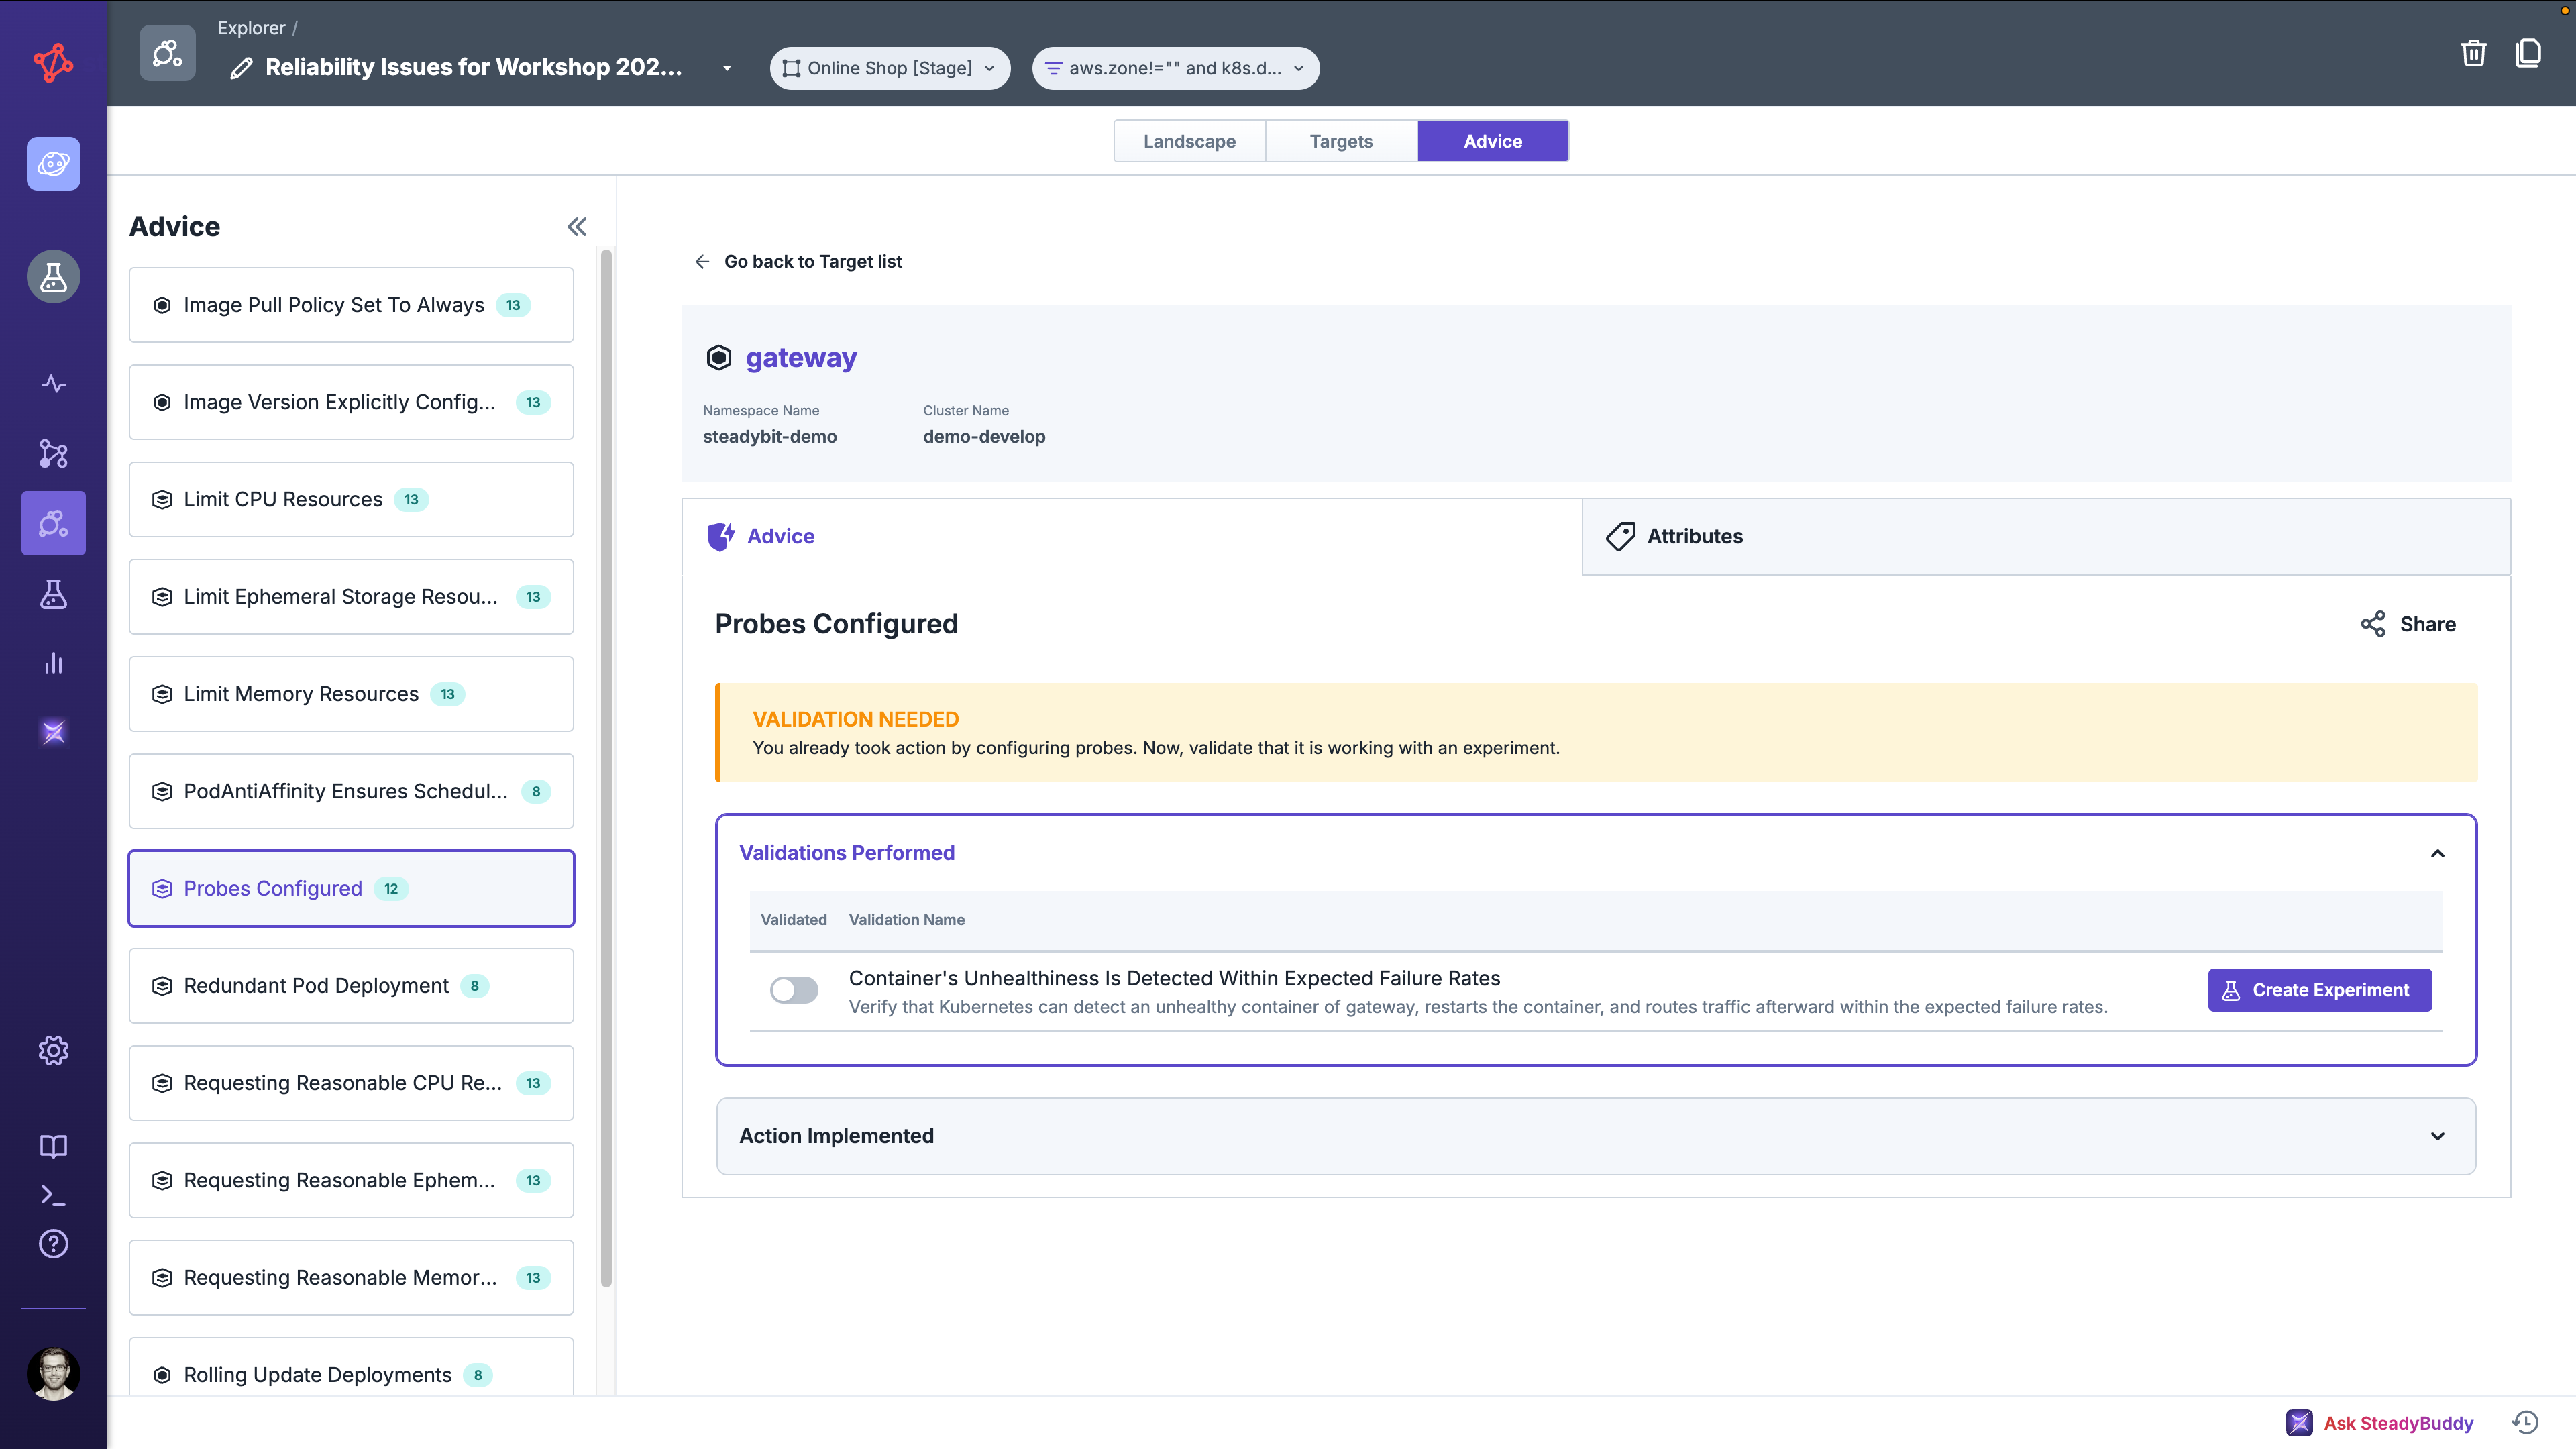 Explorer /
Reliability Issues for Workshop 202...
Online Shop [Stage]
aws.zone!="" and k8s.d...
Landscape
Targets
Advice
Advice
Image Pull Policy Set To Always 13
Image Version Explicitly Config... 13
Limit CPU Resources 13
Limit Ephemeral Storage Resou... 13
Limit Memory Resources 13
PodAntiAffinity Ensures Schedul... 8
Probes Configured 12
Redundant Pod Deployment 8
Requesting Reasonable CPU Re... 13
Requesting Reasonable Ephem... 13
Requesting Reasonable Memor... 13
Rolling Update Deployments 8
Go back to Target list
gateway
Namespace Name
steadybit-demo
Cluster Name
demo-develop
Advice
Attributes
Probes Configured
Share
VALIDATION NEEDED
You already took action by configuring probes. Now, validate that it is working with an experiment.
Validations Performed
Validated
Validation Name
Container's Unhealthiness Is Detected Within Expected Failure Rates
Verify that Kubernetes can detect an unhealthy container of gateway, restarts the container, and routes traffic afterward within the expected failure rates.
Create Experiment
Action Implemented
Ask SteadyBuddy